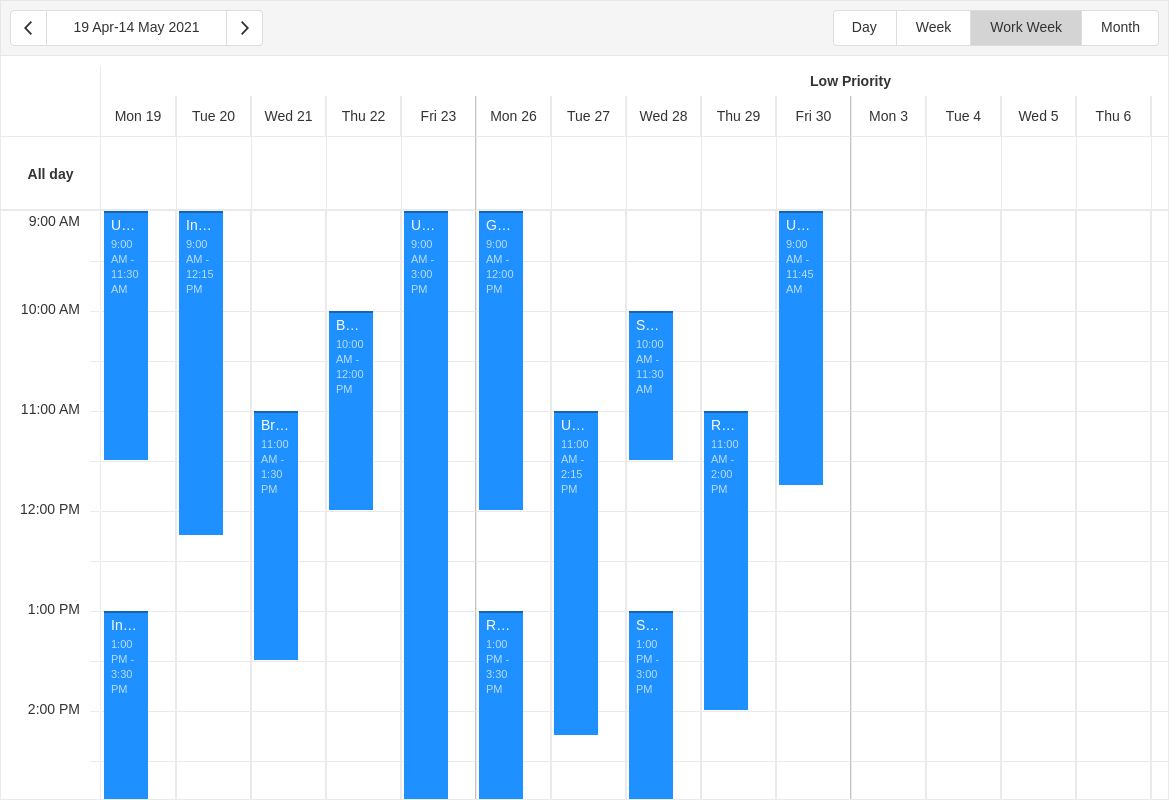 19 Apr-14 May 2021
Day Week Work Week Month
Low Priority
Mon 19 Tue 20 Wed 21 Thu 22 Fri 23 Mon 26 Tue 27 Wed 28 Thu 29 Fri 30 Mon 3 Tue 4 Wed 5 Thu 6
All day
9:00 AM
10:00 AM
11:00 AM
12:00 PM
1:00 PM
2:00 PM
U...
9:00
AM -
11:30
AM
In...
1:00
PM -
3:30
PM
In...
9:00
AM -
12:15
PM
Br...
11:00
AM -
1:30
PM
B...
10:00
AM -
12:00
PM
U...
9:00
AM -
3:00
PM
G...
9:00
AM -
12:00
PM
R...
1:00
PM -
3:30
PM
U...
11:00
AM -
2:15
PM
S...
10:00
AM -
11:30
AM
S...
1:00
PM -
3:00
PM
R...
11:00
AM -
2:00
PM
U...
9:00
AM -
11:45
AM